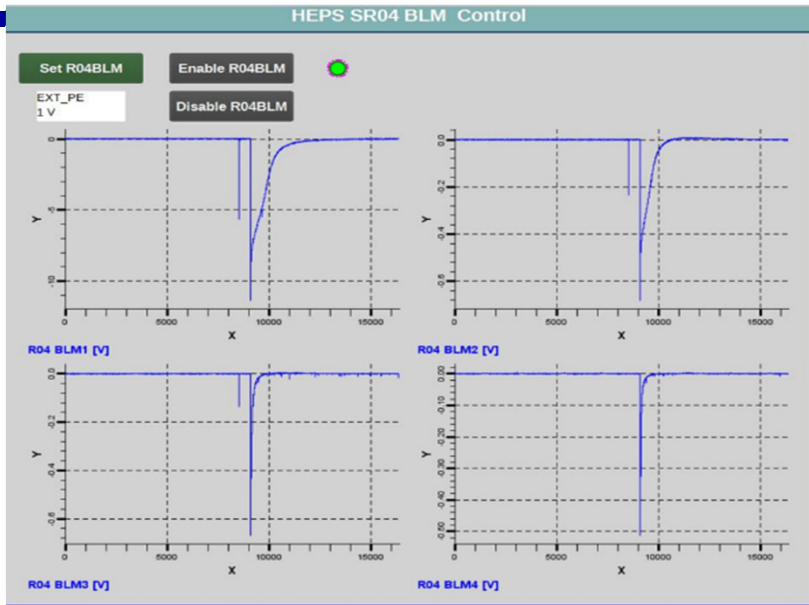 HEPS SR04 BLM Control
Set R04BLM
Enable R04BLM
EXT_PE
1 V
Disable R04BLM
0
-5
-10
Y
0
5000
10000
15000
X
R04 BLM1 [V]
0.0
-0.2
-0.4
-0.6
Y
0
5000
10000
15000
X
R04 BLM2 [V]
0.0
-0.2
-0.4
-0.6
Y
0
5000
10000
15000
X
R04 BLM3 [V]
0.00
-0.10
-0.20
-0.30
-0.40
-0.50
Y
0
5000
10000
15000
X
R04 BLM4 [V]